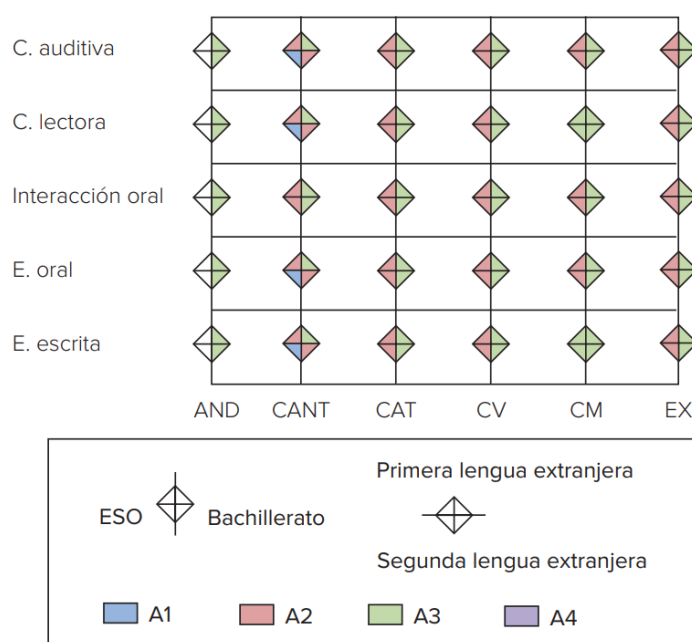 C. auditiva
C. lectora
Interacción oral
E. oral
E. escrita
AND CANT CAT CV CM EX
Primera lengua extranjera
ESO Bachillerato
Segunda lengua extranjera
A1 A2 A3 A4